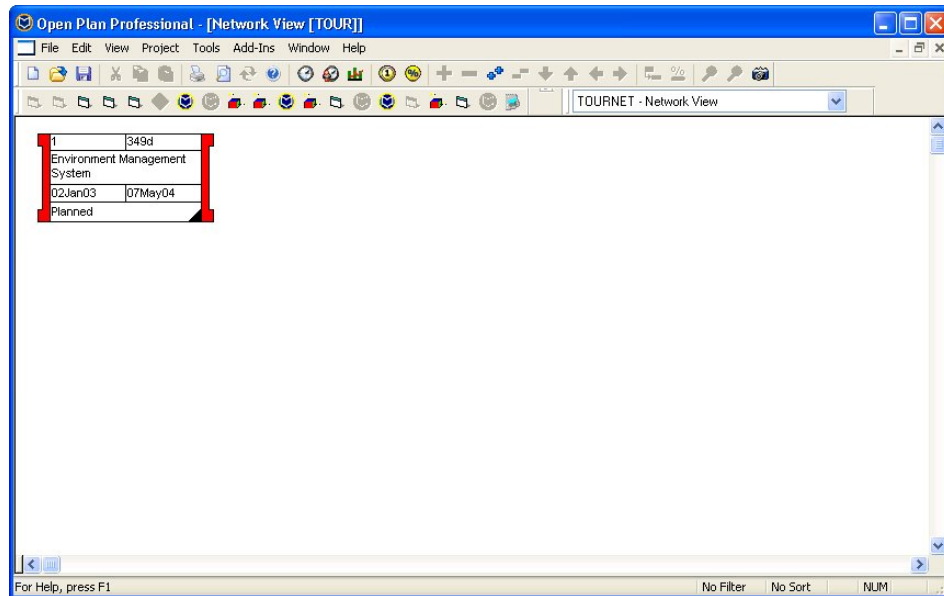 Open Plan Professional - [Network View [TOUR]]
File Edit View Project Tools Add-Ins Window Help
TOURNET - Network View
1 349d
Environment Management
System
02Jan03 07May04
Planned
For Help, press F1 No Filter No Sort NUM